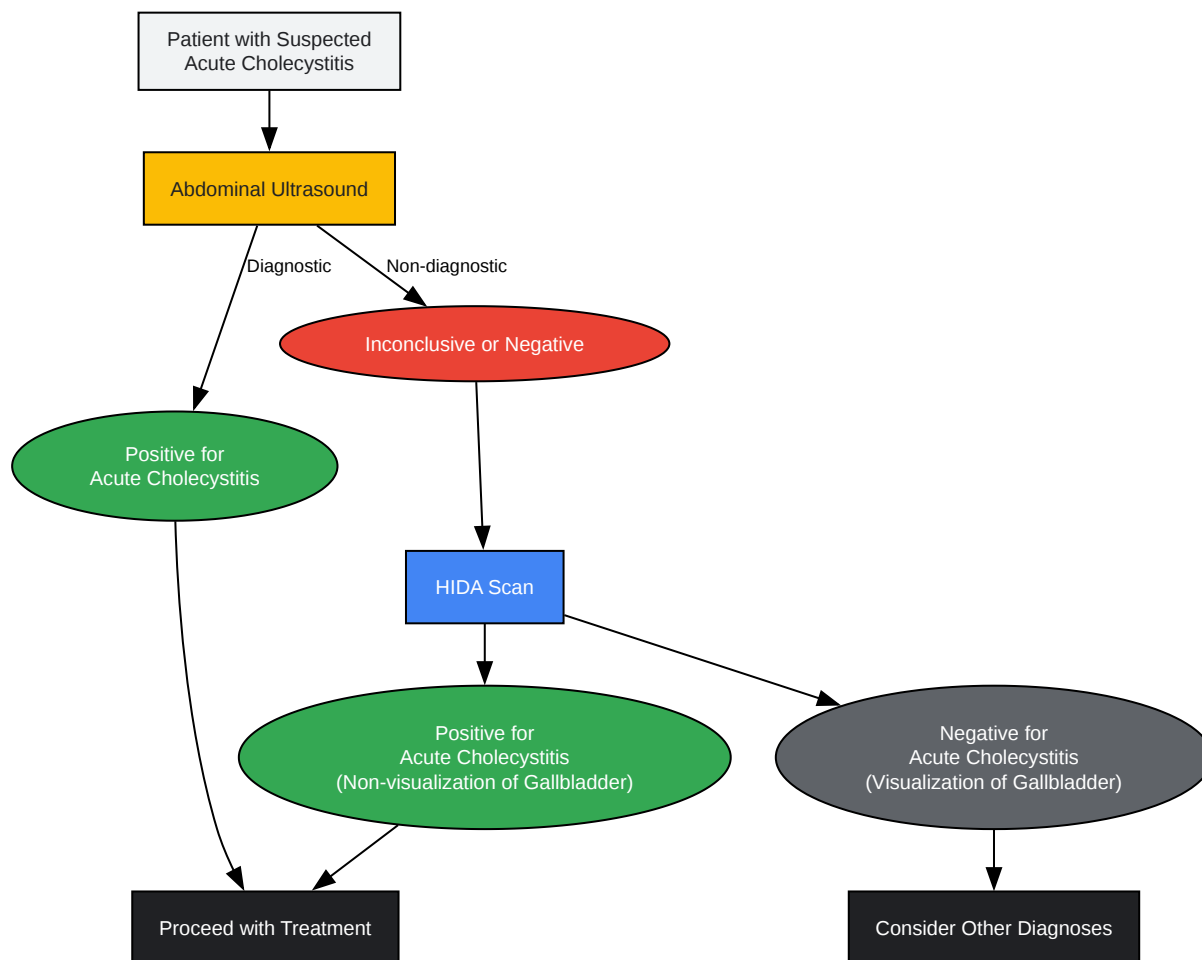 Patient with Suspected
Acute Cholecystitis
Abdominal Ultrasound
Diagnostic
Non-diagnostic
Inconclusive or Negative
Positive for
Acute Cholecystitis
HIDA Scan
Positive for
Acute Cholecystitis
(Non-visualization of Gallbladder)
Negative for
Acute Cholecystitis
(Visualization of Gallbladder)
Proceed with Treatment
Consider Other Diagnoses